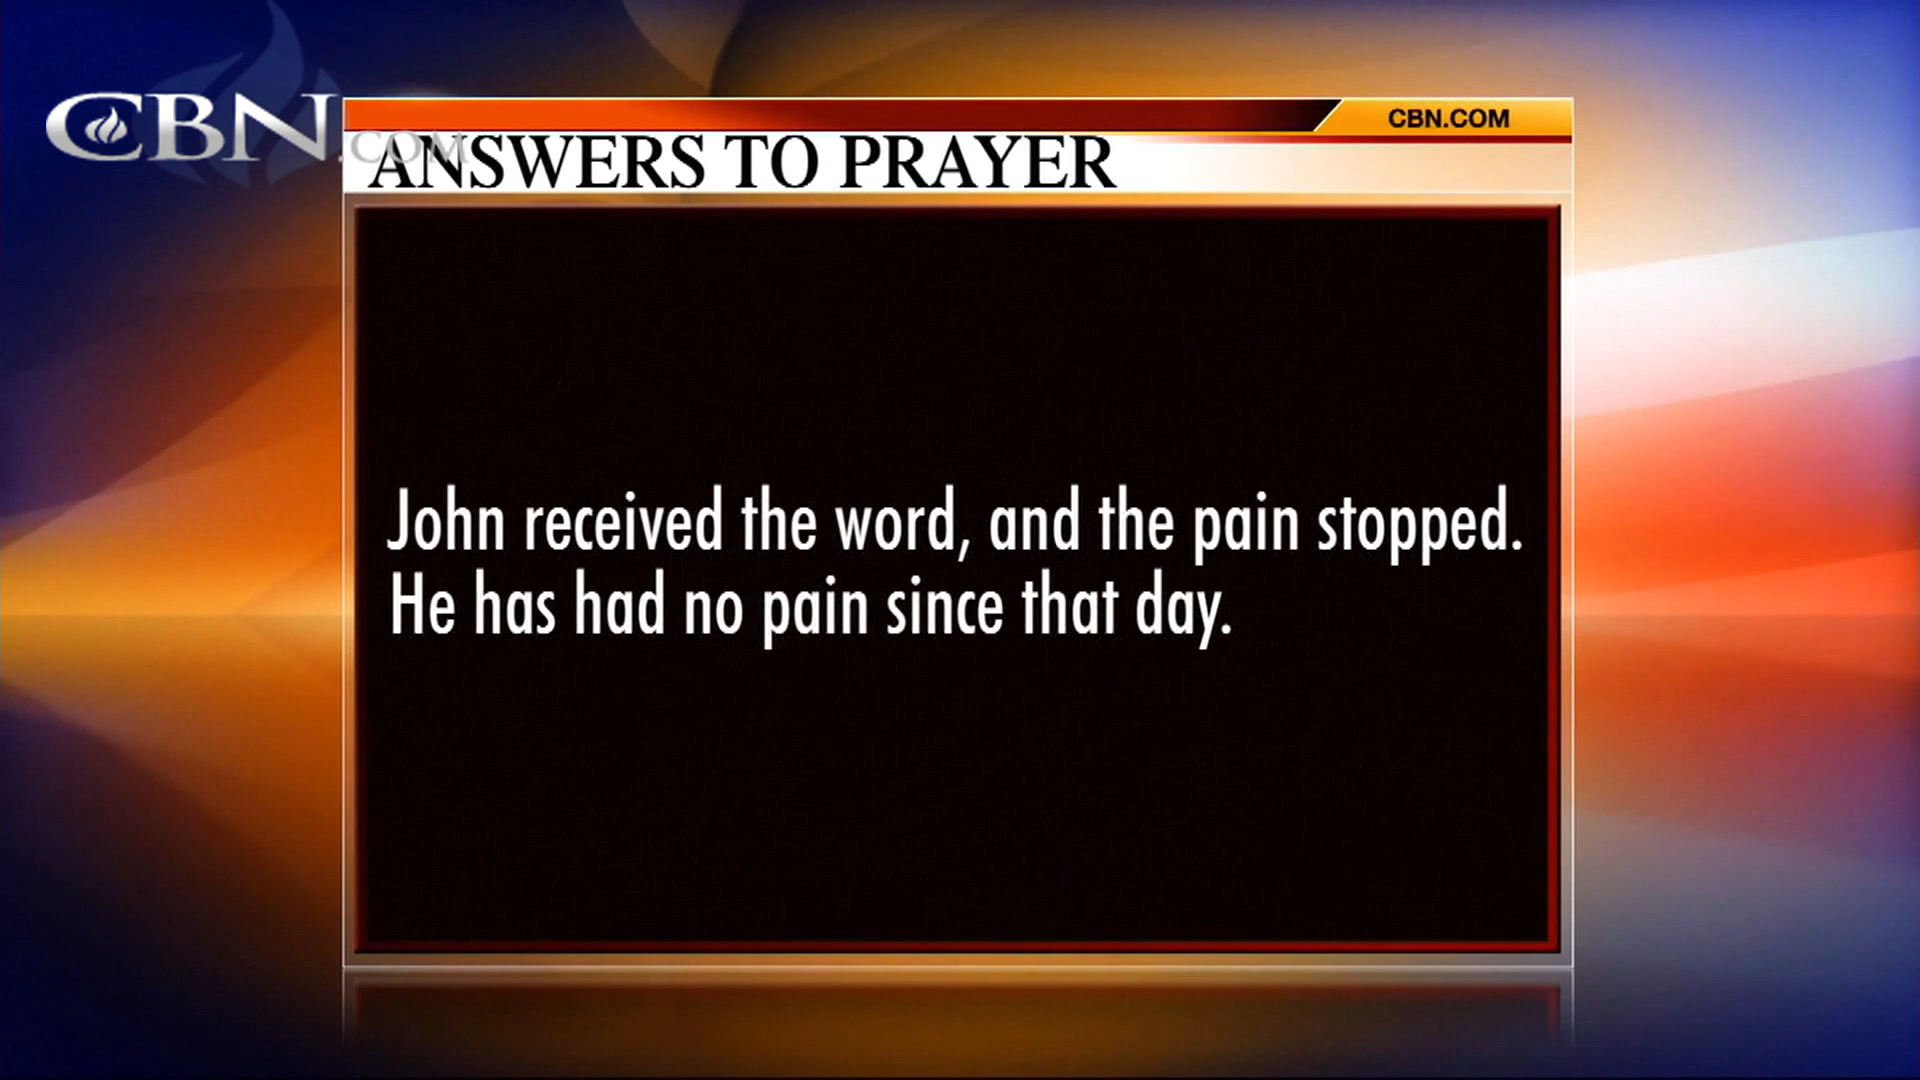 CBN.COM
CBN.COM
ANSWERS TO PRAYER
John received the word, and the pain stopped.
He has had no pain since that day.